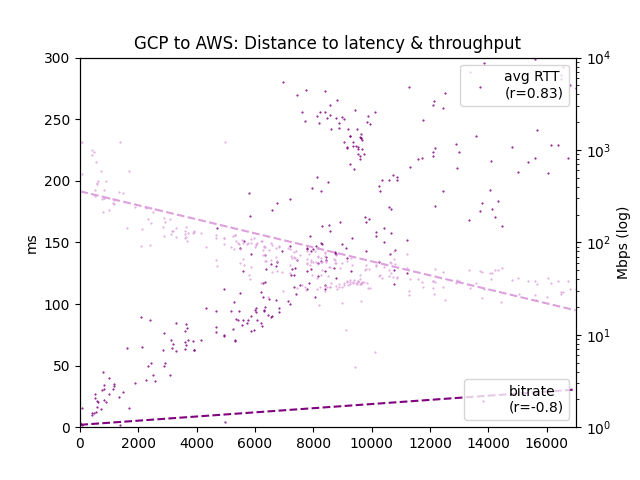 GCP to AWS: Distance to latency & throughput
300
250
200
150
100
50
0
ms
avg RTT
(r=0.83)
bitrate
(r=-0.8)
10^4
10^3
10^2
10^1
10^0
Mbps (log)
0 2000 4000 6000 8000 10000 12000 14000 16000